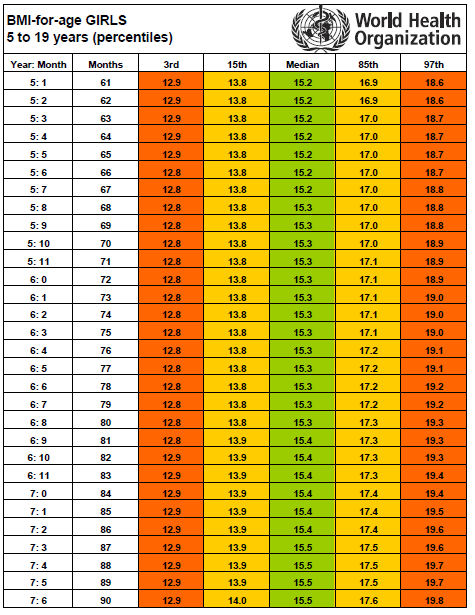 BMI-for-age GIRLS
5 to 19 years (percentiles)
World Health
Organization
Year: Month Months 3rd 15th Median 85th 97th
5: 1 61 12.9 13.8 15.2 16.9 18.6
5: 2 62 12.9 13.8 15.2 16.9 18.6
5: 3 63 12.9 13.8 15.2 17.0 18.7
5: 4 64 12.9 13.8 15.2 17.0 18.7
5: 5 65 12.9 13.8 15.2 17.0 18.7
5: 6 66 12.8 13.8 15.2 17.0 18.7
5: 7 67 12.8 13.8 15.2 17.0 18.8
5: 8 68 12.8 13.8 15.3 17.0 18.8
5: 9 69 12.8 13.8 15.3 17.0 18.8
5: 10 70 12.8 13.8 15.3 17.0 18.9
5: 11 71 12.8 13.8 15.3 17.1 18.9
6: 0 72 12.8 13.8 15.3 17.1 18.9
6: 1 73 12.8 13.8 15.3 17.1 19.0
6: 2 74 12.8 13.8 15.3 17.1 19.0
6: 3 75 12.8 13.8 15.3 17.1 19.0
6: 4 76 12.8 13.8 15.3 17.2 19.1
6: 5 77 12.8 13.8 15.3 17.2 19.1
6: 6 78 12.8 13.8 15.3 17.2 19.2
6: 7 79 12.8 13.8 15.3 17.2 19.2
6: 8 80 12.8 13.8 15.3 17.3 19.3
6: 9 81 12.8 13.9 15.4 17.3 19.3
6: 10 82 12.9 13.9 15.4 17.3 19.3
6: 11 83 12.9 13.9 15.4 17.3 19.4
7: 0 84 12.9 13.9 15.4 17.4 19.4
7: 1 85 12.9 13.9 15.4 17.4 19.5
7: 2 86 12.9 13.9 15.4 17.4 19.6
7: 3 87 12.9 13.9 15.5 17.5 19.6
7: 4 88 12.9 13.9 15.5 17.5 19.7
7: 5 89 12.9 13.9 15.5 17.5 19.7
7: 6 90 12.9 14.0 15.5 17.6 19.8